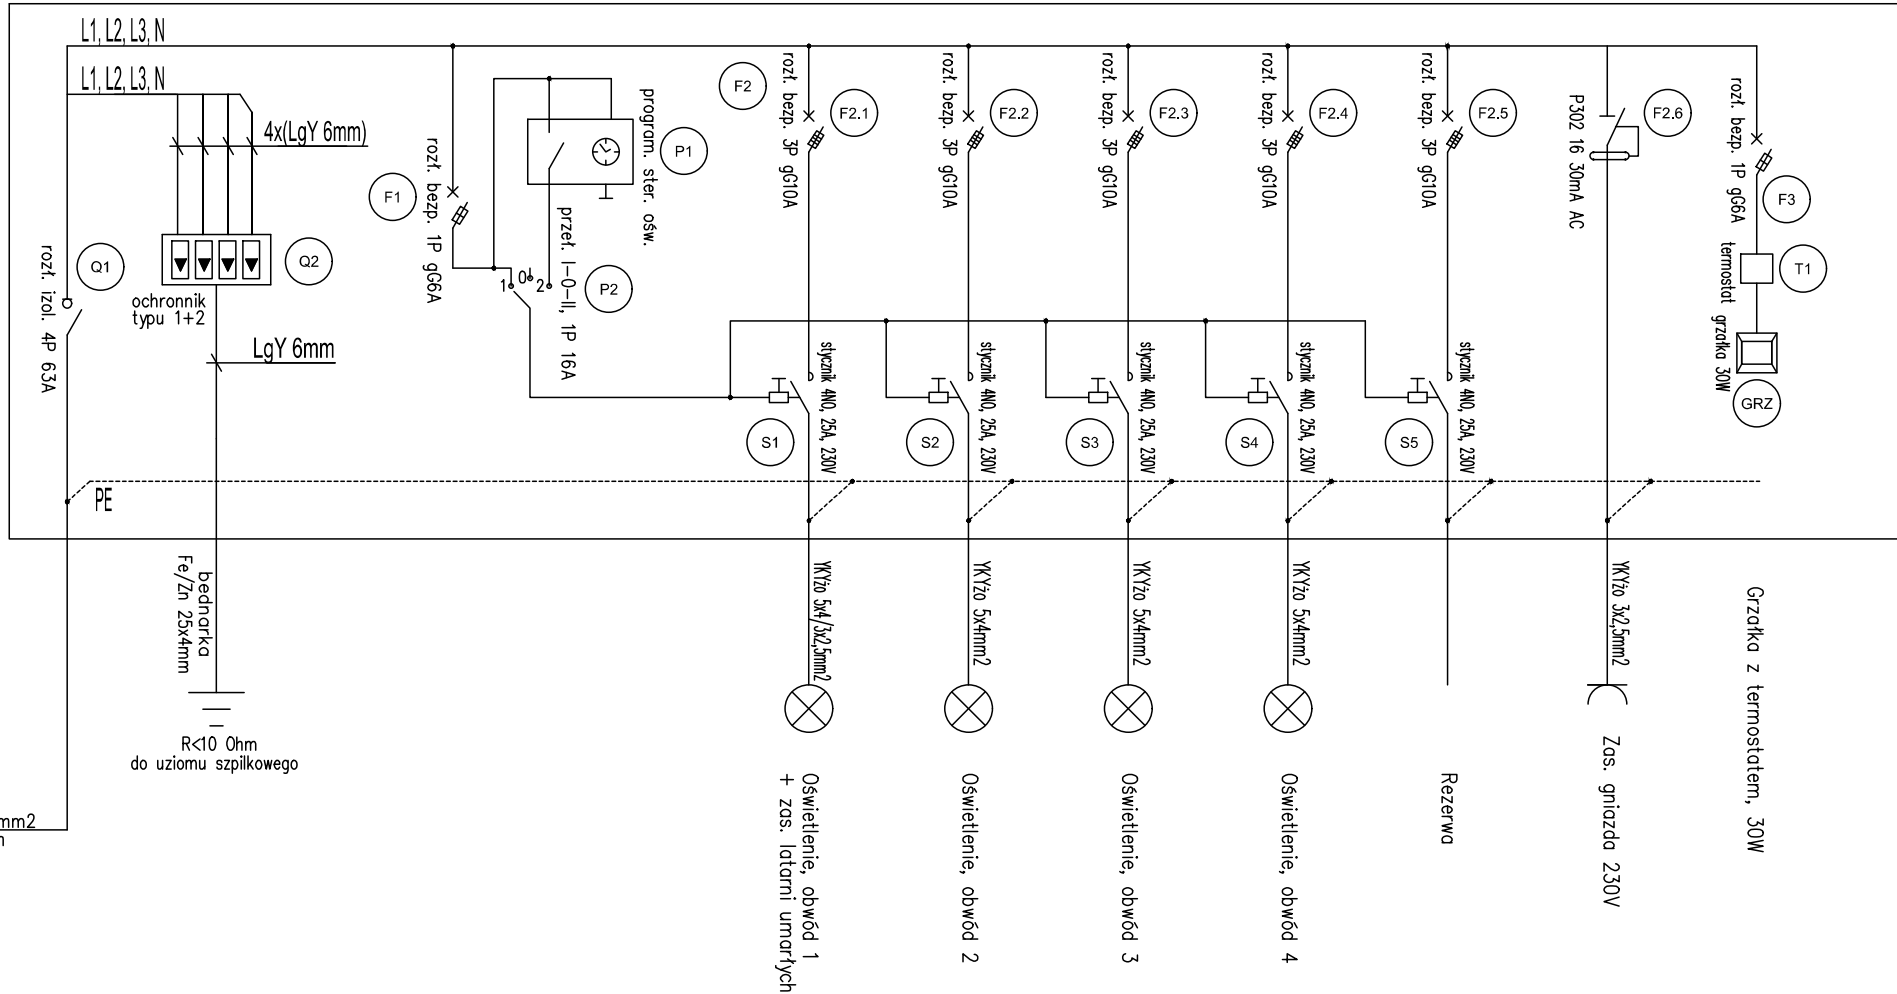 L1, L2, L3, N
L1, L2, L3, N
4x(LgY 6mm)
Q1
rozł. izol. 4P 63A
Q2
ochronnik
typu 1+2
LgY 6mm
PE
bednarka
Fe/Zn 25x4mm
R<10 Ohm
do uziomu szpilkowego
mm2
F1
rozł. bezp. 1P gG6A
P1
program. ster. ośw.
P2
przeł. I-0-II, 1P 16A
1
0
2
F2
rozł. bezp. 3P gG10A
F2.1
rozł. bezp. 3P gG10A
F2.2
rozł. bezp. 3P gG10A
F2.3
rozł. bezp. 3P gG10A
F2.4
rozł. bezp. 3P gG10A
F2.5
P302 16 30mA AC
F2.6
rozł. bezp. 1P gG6A
F3
termostat
T1
grzałka 30W
GRZ
S1
stycznik 4NO, 25A, 230V
S2
stycznik 4NO, 25A, 230V
S3
stycznik 4NO, 25A, 230V
S4
stycznik 4NO, 25A, 230V
S5
stycznik 4NO, 25A, 230V
YKYżo 5x4/3x2,5mm2
YKYżo 5x4mm2
YKYżo 5x4mm2
YKYżo 5x4mm2
YKYżo 3x2,5mm2
Oświetlenie, obwód 1
+ zas. latarni umarłych
Oświetlenie, obwód 2
Oświetlenie, obwód 3
Oświetlenie, obwód 4
Rezerwa
Zas. gniazda 230V
Grzałka z termostatem, 30W